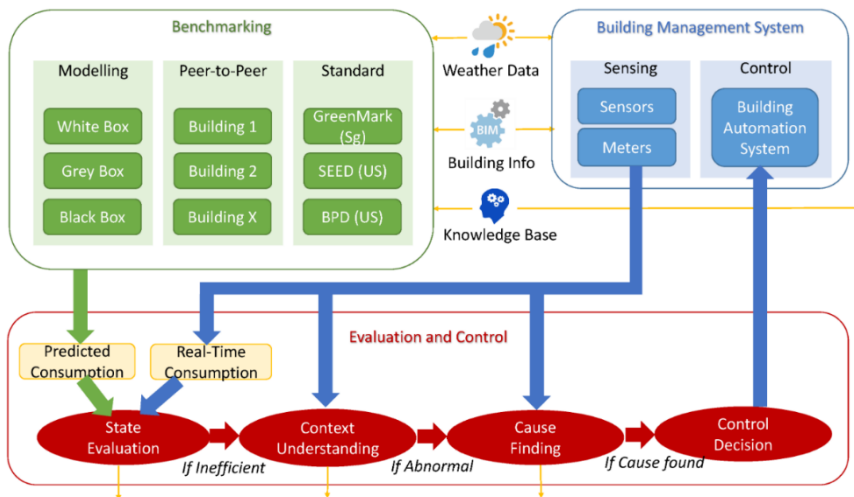 Benchmarking
Modelling
White Box
Grey Box
Black Box
Peer-to-Peer
Building 1
Building 2
Building X
Standard
GreenMark
(Sg)
SEED (US)
BPD (US)
Weather Data
BIM
Building Info
Knowledge Base
Building Management System
Sensing
Sensors
Meters
Control
Building
Automation
System
Evaluation and Control
Predicted
Consumption
Real-Time
Consumption
State
Evaluation
If Inefficient
Context
Understanding
If Abnormal
Cause
Finding
If Cause found
Control
Decision